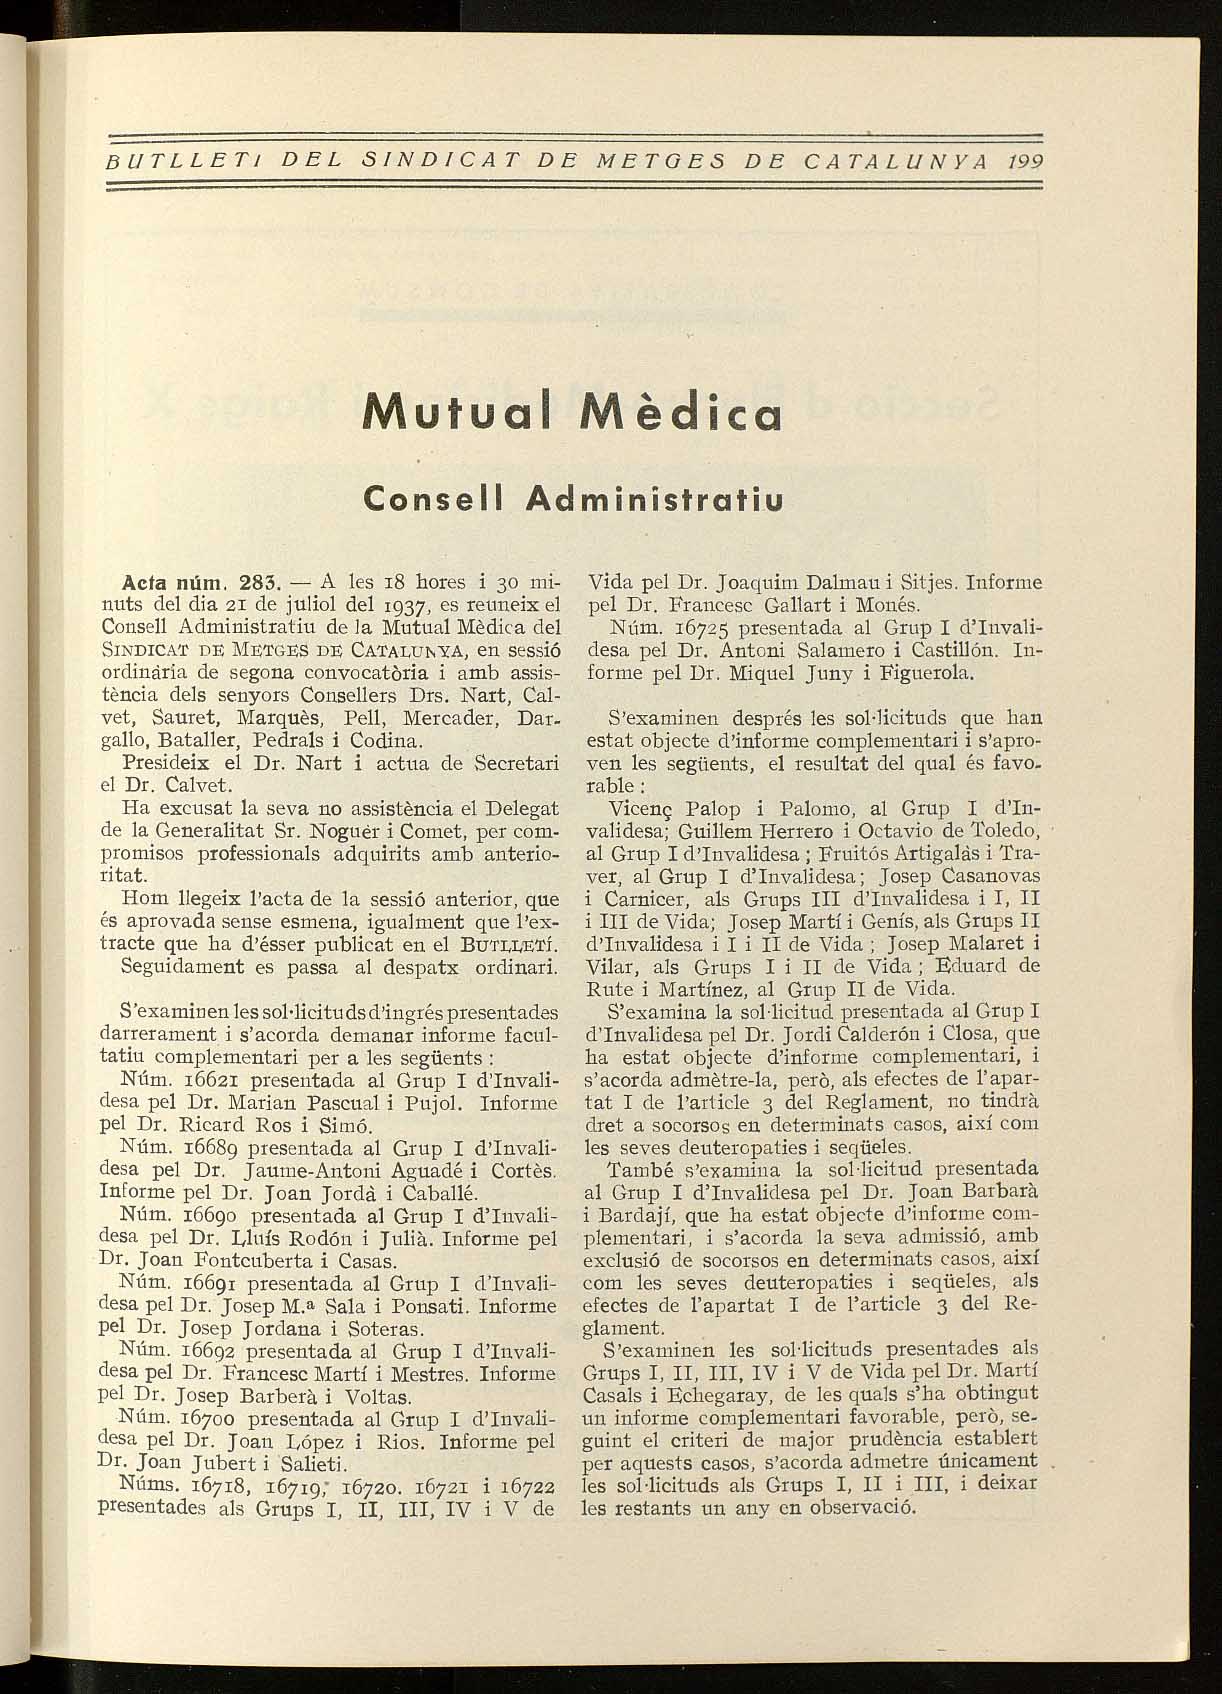 BUTLLETI DEL SINDICAT DE METGES DE CATALUNYA 199
Mutual Mèdica
Consell Administratiu
Acta núm. 283. — A les 18 hores i 30 mi-
nuts del dia 21 de juliol del 1937, es reuneix el
Consell Administratiu de la Mutual Mèdica del
SINDICAT DE METGES DE CATALUNYA, en sessió
ordinària de segona convocatòria i amb assis-
tència dels senyors Consellers Drs. Nart, Cal-
vet, Sauret, Marquès, Pell, Mercader, Dar-
gallo, Bataller, Pedrals i Codina.
Presideix el Dr. Nart i actua de Secretari
el Dr. Calvet.
Ha excusat la seva no assistència el Delegat
de la Generalitat Sr. Noguér i Comet, per com-
promisos professionals adquirits amb anterio-
ritat.
Hom llegeix l'acta de la sessió anterior, que
és aprovada sense esmena, igualment que l'ex-
tracte que ha d'ésser publicat en el BUTLLETÍ.
Seguidament es passa al despatx ordinari.
S'examinen les sol·licituds d'ingrés presentades
darrerament i s'acorda demanar informe facul-
tatiu complementari per a les següents :
Núm. 16621 presentada al Grup I d'Invali-
desa pel Dr. Marian Pascual i Pujol. Informe
pel Dr. Ricard Ros i Simó.
Núm. 16689 presentada al Grup I d'Invali-
desa pel Dr. Jaume-Antoni Aguadé i Cortès.
Informe pel Dr. Joan Jordà i Caballé.
Núm. 16690 presentada al Grup I d'Invali-
desa pel Dr. Lluís Rodón i Julià. Informe pel
Dr. Joan Fontcuberta i Casas.
Núm. 16691 presentada al Grup I d'Invali-
desa pel Dr. Josep M.ª Sala i Ponsati. Informe
pel Dr. Josep Jordana i Soteras.
Núm. 16692 presentada al Grup I d'Invali-
desa pel Dr. Francesc Martí i Mestres. Informe
pel Dr. Josep Barberà i Voltas.
Núm. 16700 presentada al Grup I d'Invali-
desa pel Dr. Joan López i Rios. Informe pel
Dr. Joan Jubert i Salieti.
Núms. 16718, 16719, 16720. 16721 i 16722
presentades als Grups I, II, III, IV i V de
Vida pel Dr. Joaquim Dalmau i Sitjes. Informe
pel Dr. Francesc Gallart i Monés.
Núm. 16725 presentada al Grup I d'Invali-
desa pel Dr. Antoni Salamero i Castillón. In-
forme pel Dr. Miquel Juny i Figuerola.
S'examinen després les sol·licituds que han
estat objecte d'informe complementari i s'apro-
ven les següents, el resultat del qual és favo-
rable :
Vicenç Palop i Palomo, al Grup I d'In-
validesa; Guillem Herrero i Octavio de Toledo,
al Grup I d'Invalidesa ; Fruitós Artigalàs i Tra-
ver, al Grup I d'Invalidesa; Josep Casanovas
i Carnicer, als Grups III d'Invalidesa i I, II
i III de Vida; Josep Martí i Genís, als Grups II
d'Invalidesa i I i II de Vida ; Josep Malaret i
Vilar, als Grups I i II de Vida ; Eduard de
Rute i Martínez, al Grup II de Vida.
S'examina la sol·licitud presentada al Grup I
d'Invalidesa pel Dr. Jordi Calderón i Closa, que
ha estat objecte d'informe complementari, i
s'acorda admètre-la, però, als efectes de l'apar-
tat I de l'article 3 del Reglament, no tindrà
dret a socorsos en determinats casos, així com
les seves deuteropaties i seqüeles.
També s'examina la sol·licitud presentada
al Grup I d'Invalidesa pel Dr. Joan Barbarà
i Bardají, que ha estat objecte d'informe com-
plementari, i s'acorda la seva admissió, amb
exclusió de socorsos en determinats casos, així
com les seves deuteropaties i seqüeles, als
efectes de l'apartat I de l'article 3 del Re-
glament.
S'examinen les sol·licituds presentades als
Grups I, II, III, IV i V de Vida pel Dr. Martí
Casals i Echegaray, de les quals s'ha obtingut
un informe complementari favorable, però, se-
guint el criteri de major prudència establert
per aquests casos, s'acorda admetre únicament
les sol·licituds als Grups I, II i III, i deixar
les restants un any en observació.